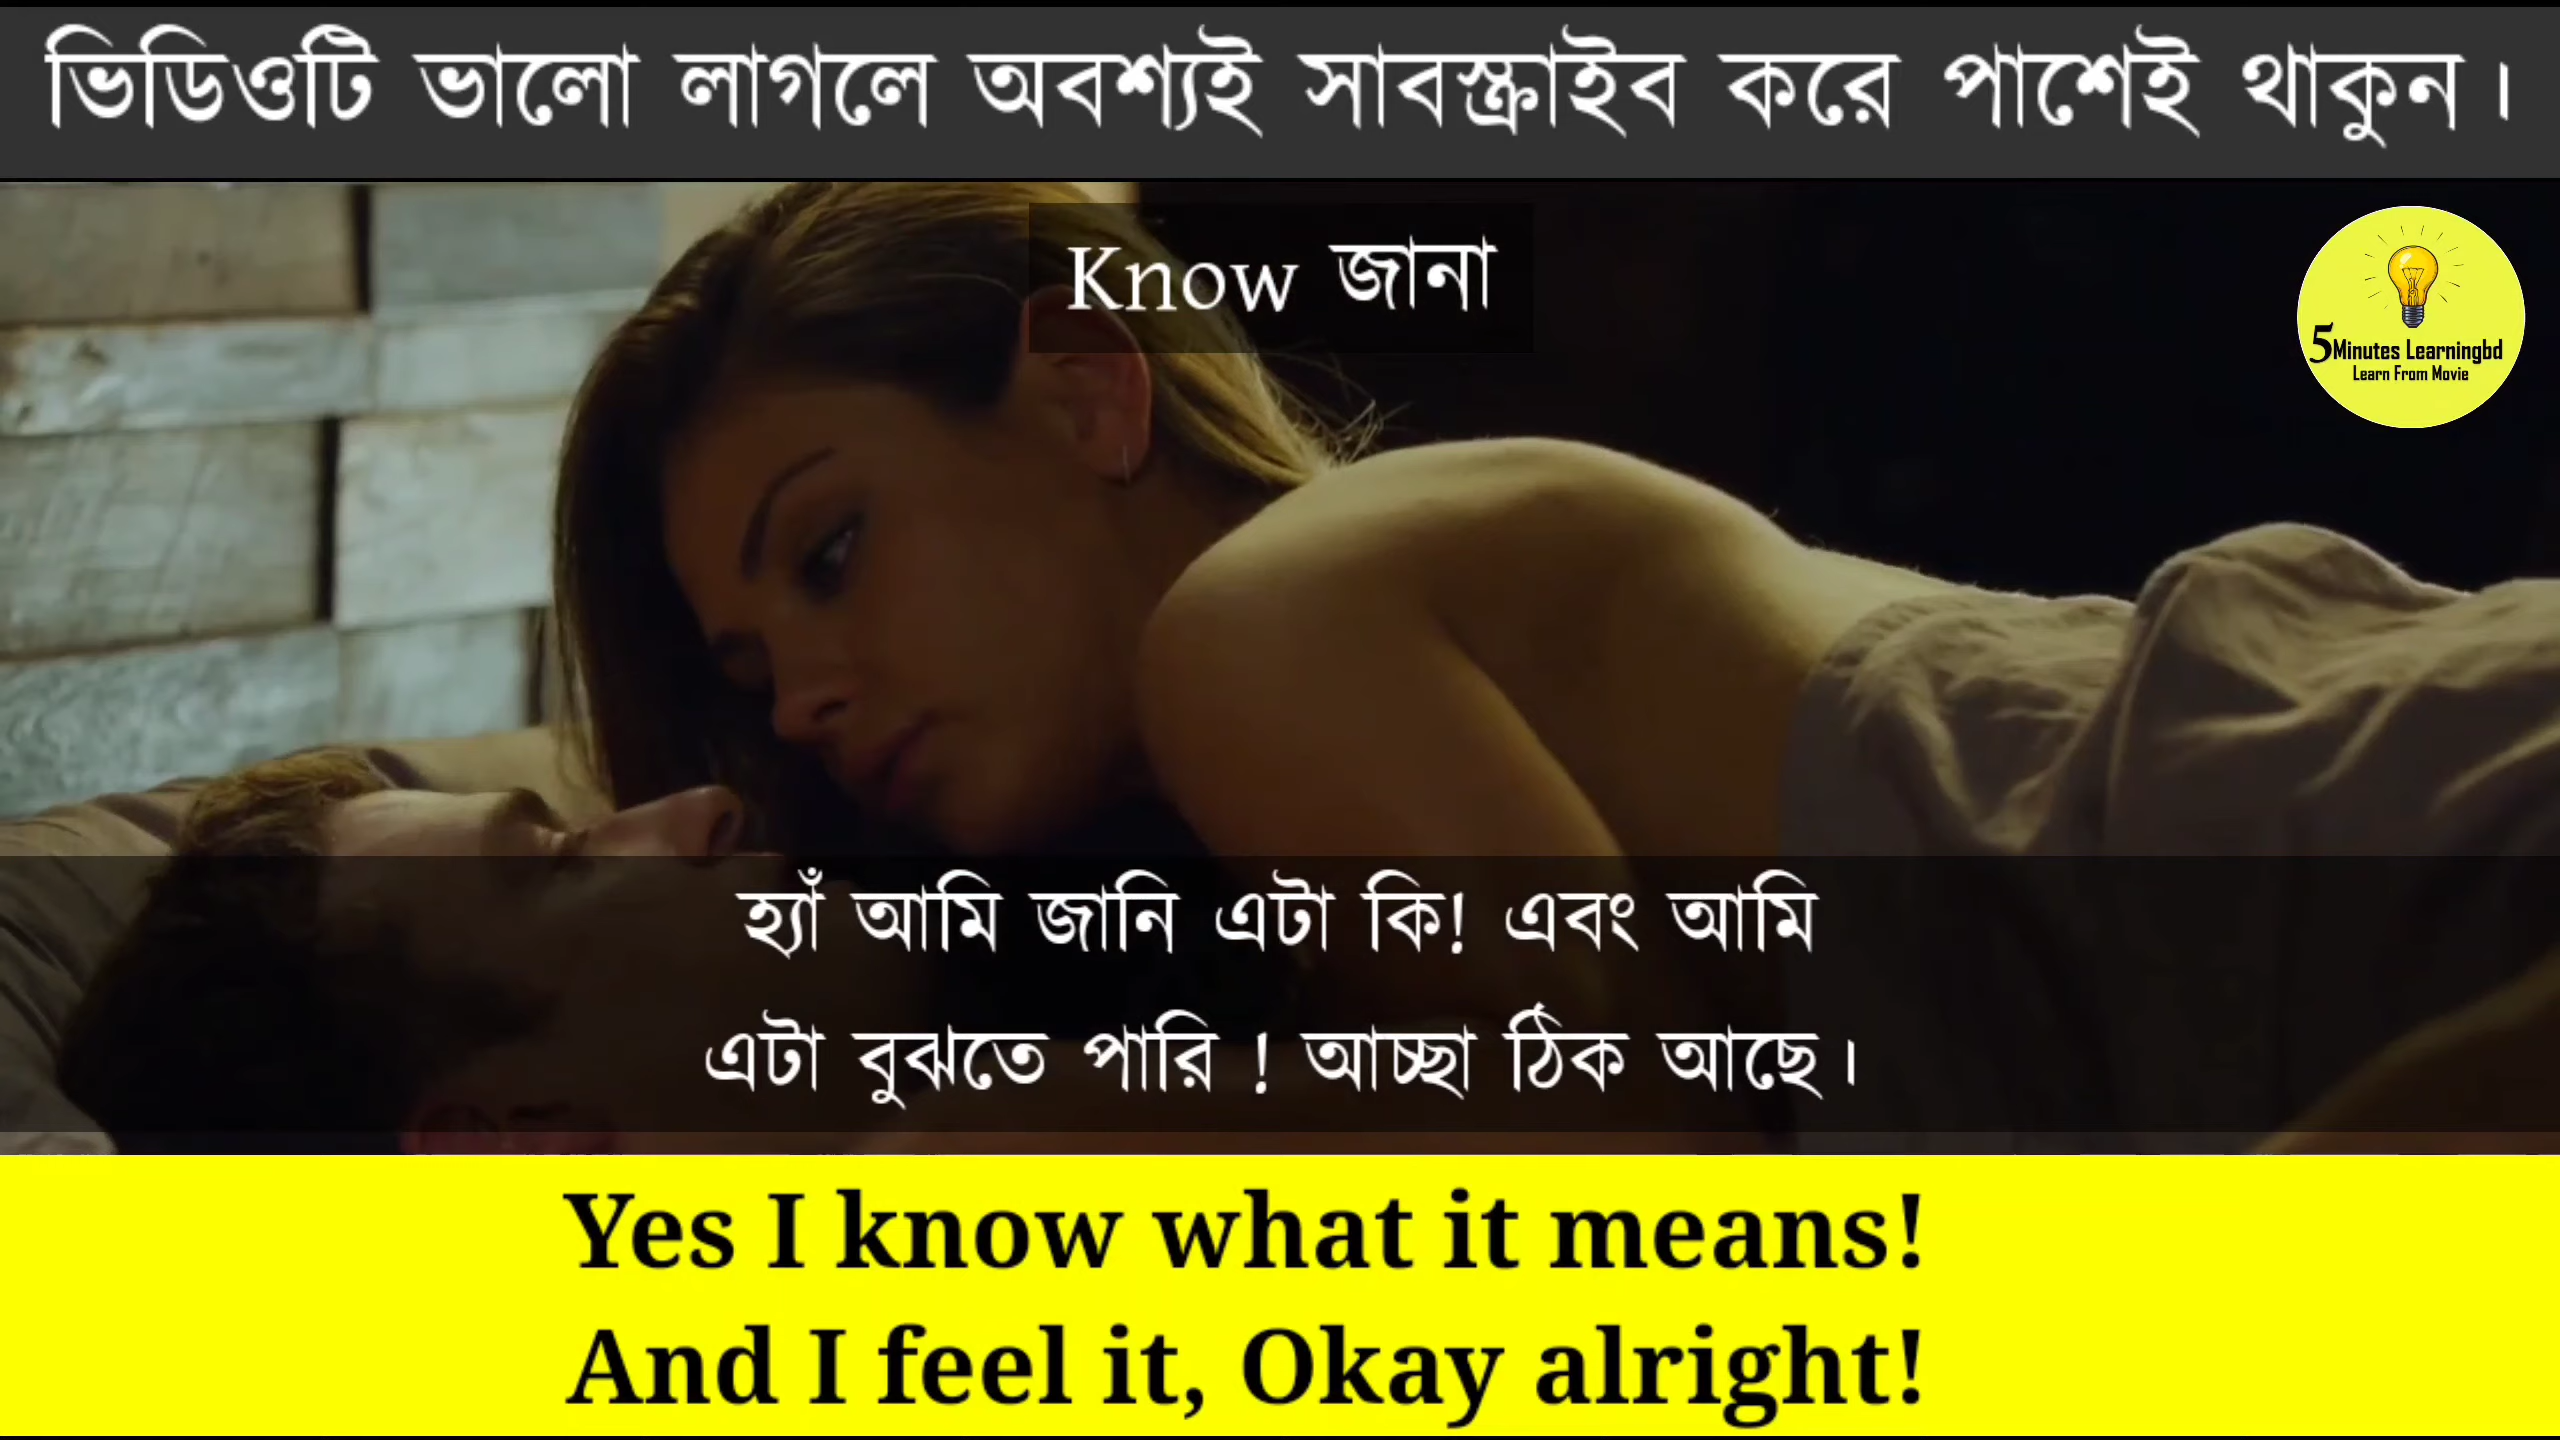 ভিডিওটি ভালো লাগলে অবশ্যই সাবস্ক্রাইব করে পাশেই থাকুন।
Know জানা
5Minutes Learningbd
Learn From Movie
হ্যাঁ আমি জানি এটা কি! এবং আমি
এটা বুঝতে পারি ! আচ্ছা ঠিক আছে।
Yes I know what it means!
And I feel it, Okay alright!